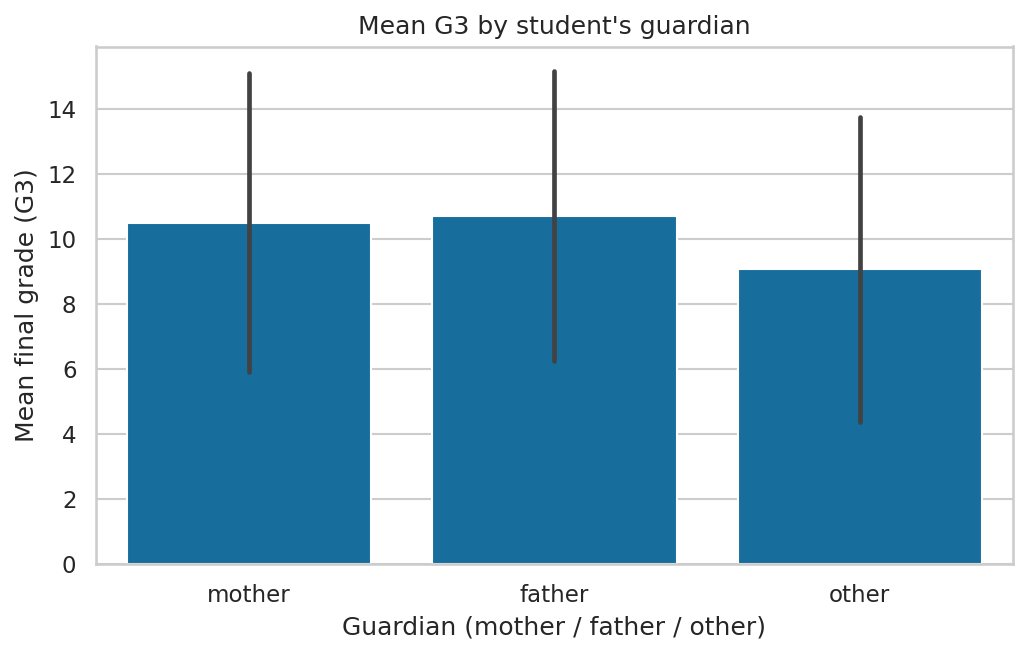 Mean G3 by student's guardian
Mean final grade (G3)
14
12
10
8
6
4
2
0
mother father other
Guardian (mother / father / other)